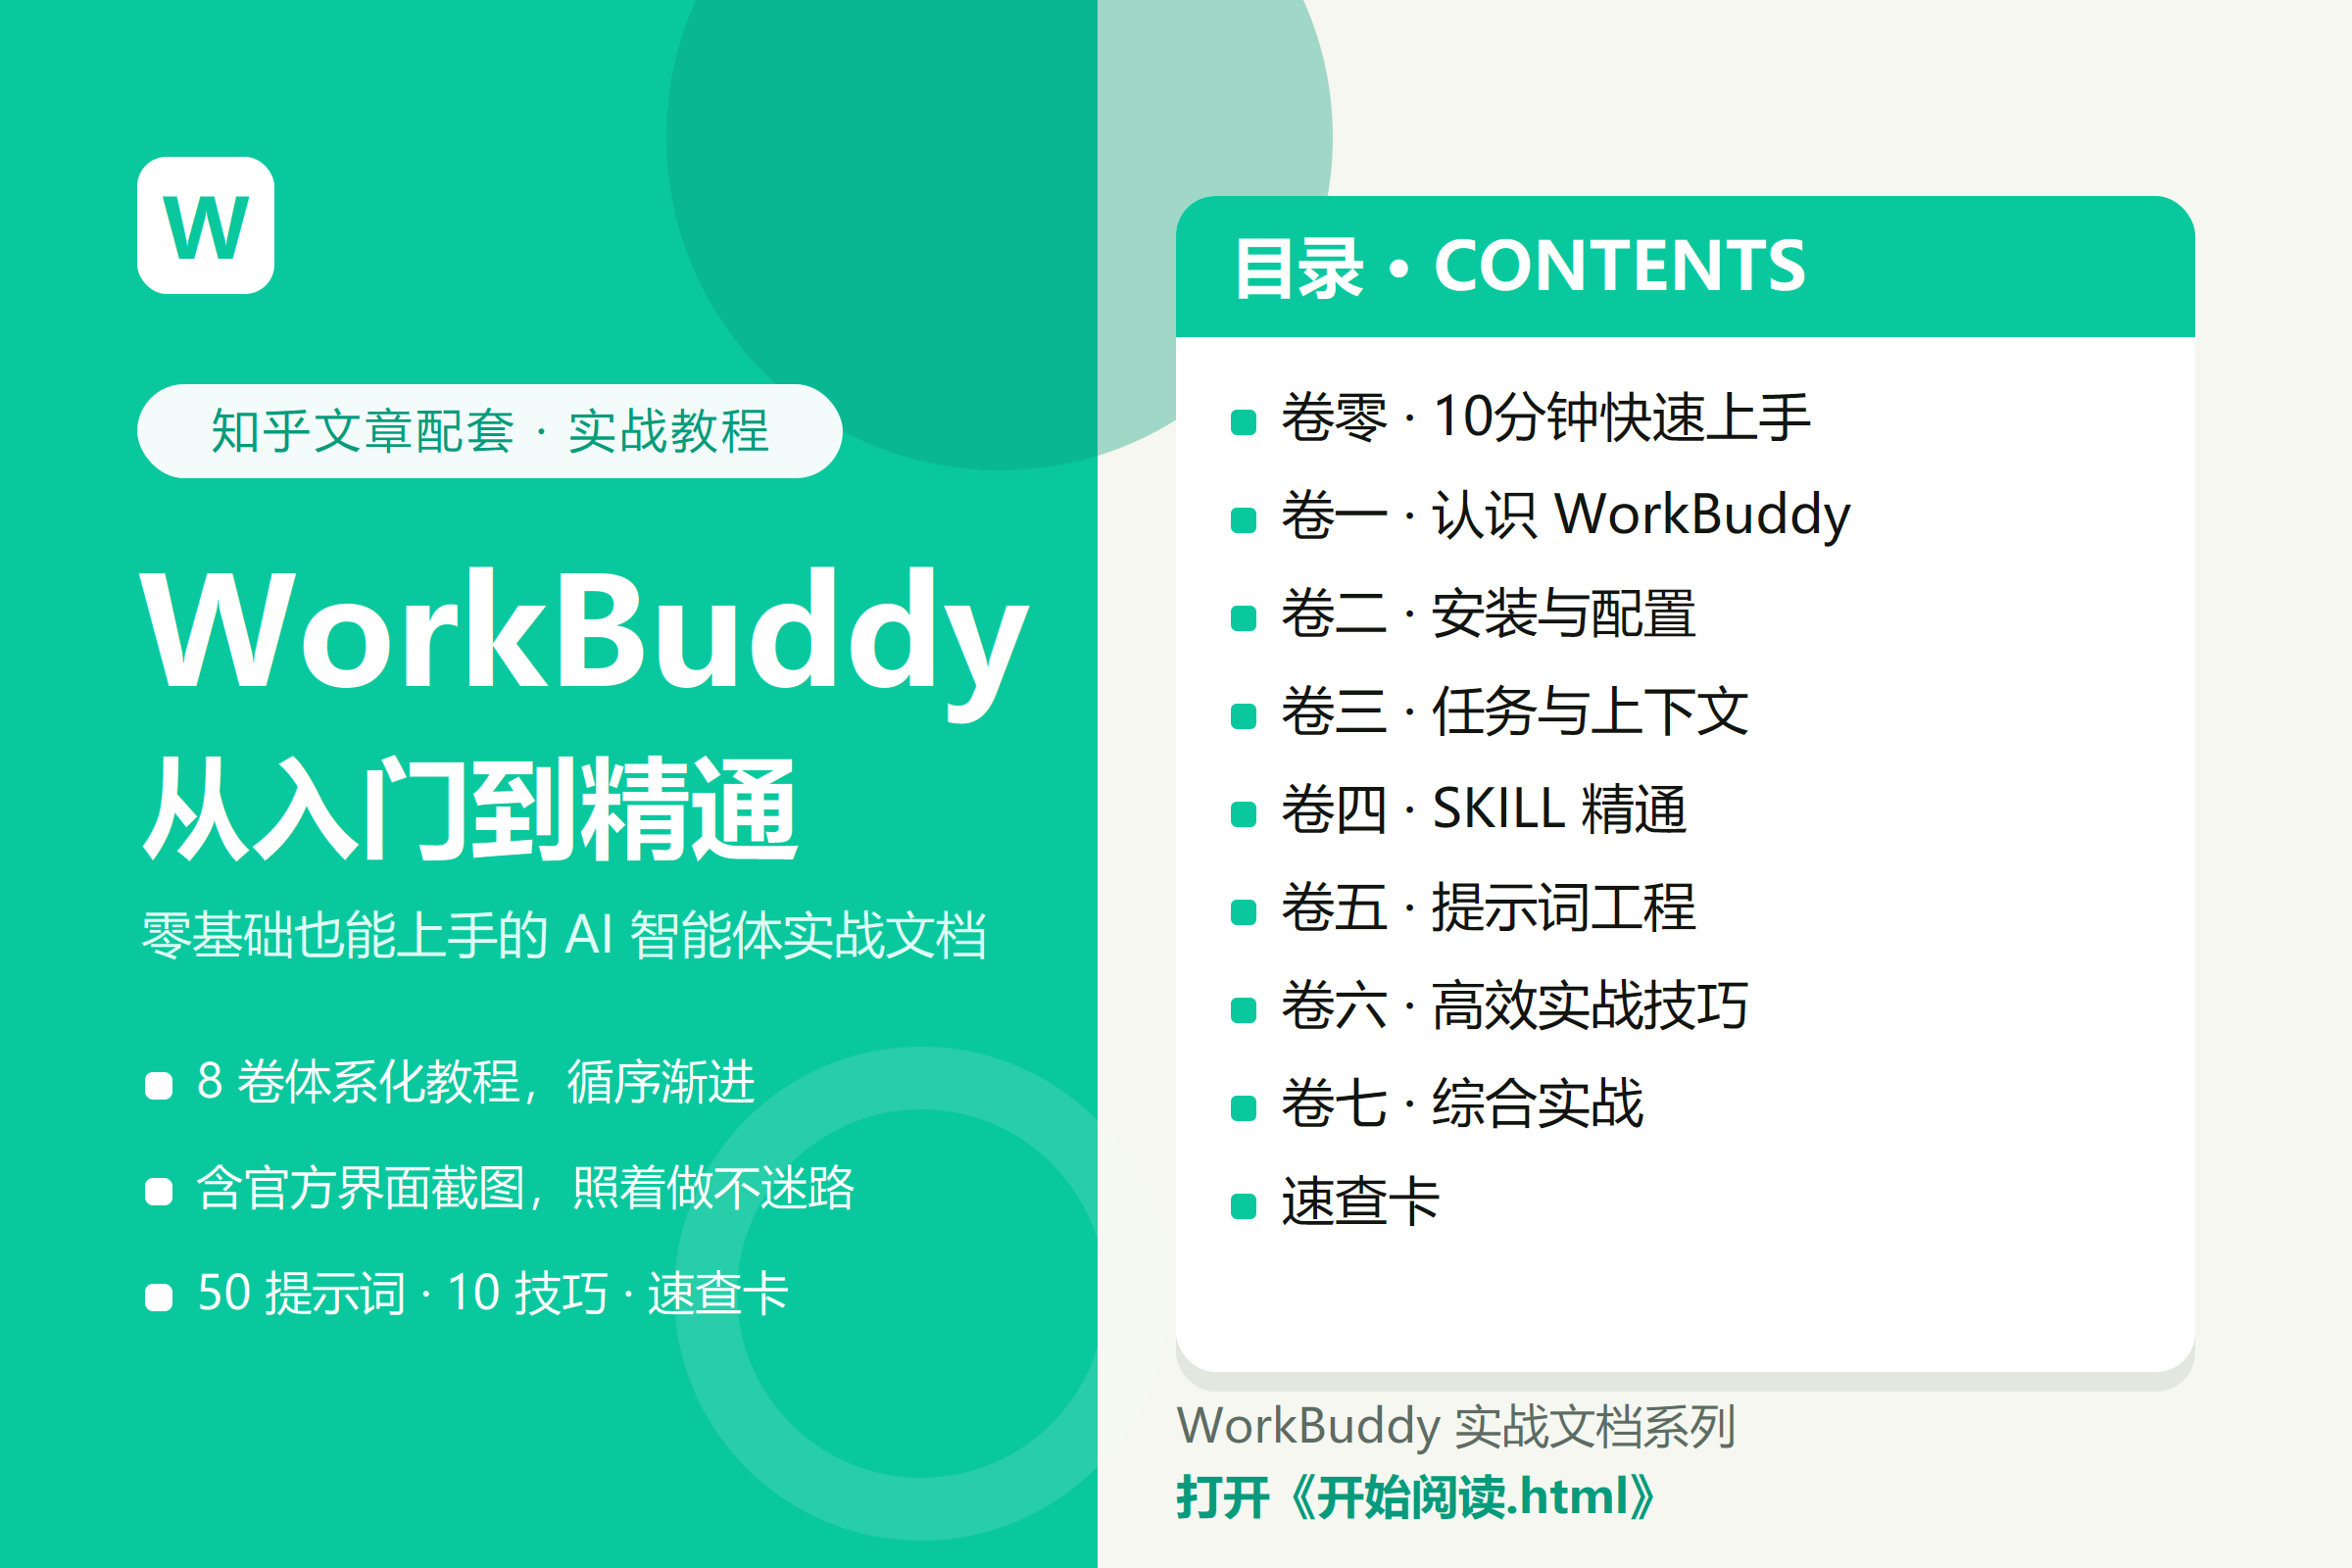 W
知乎文章配套 · 实战教程
WorkBuddy
从入门到精通
零基础也能上手的 AI 智能体实战文档
8 卷体系化教程，循序渐进
含官方界面截图，照着做不迷路
50 提示词 · 10 技巧 · 速查卡
目录 · CONTENTS
卷零 · 10分钟快速上手
卷一 · 认识 WorkBuddy
卷二 · 安装与配置
卷三 · 任务与上下文
卷四 · SKILL 精通
卷五 · 提示词工程
卷六 · 高效实战技巧
卷七 · 综合实战
速查卡
WorkBuddy 实战文档系列
打开《开始阅读.html》